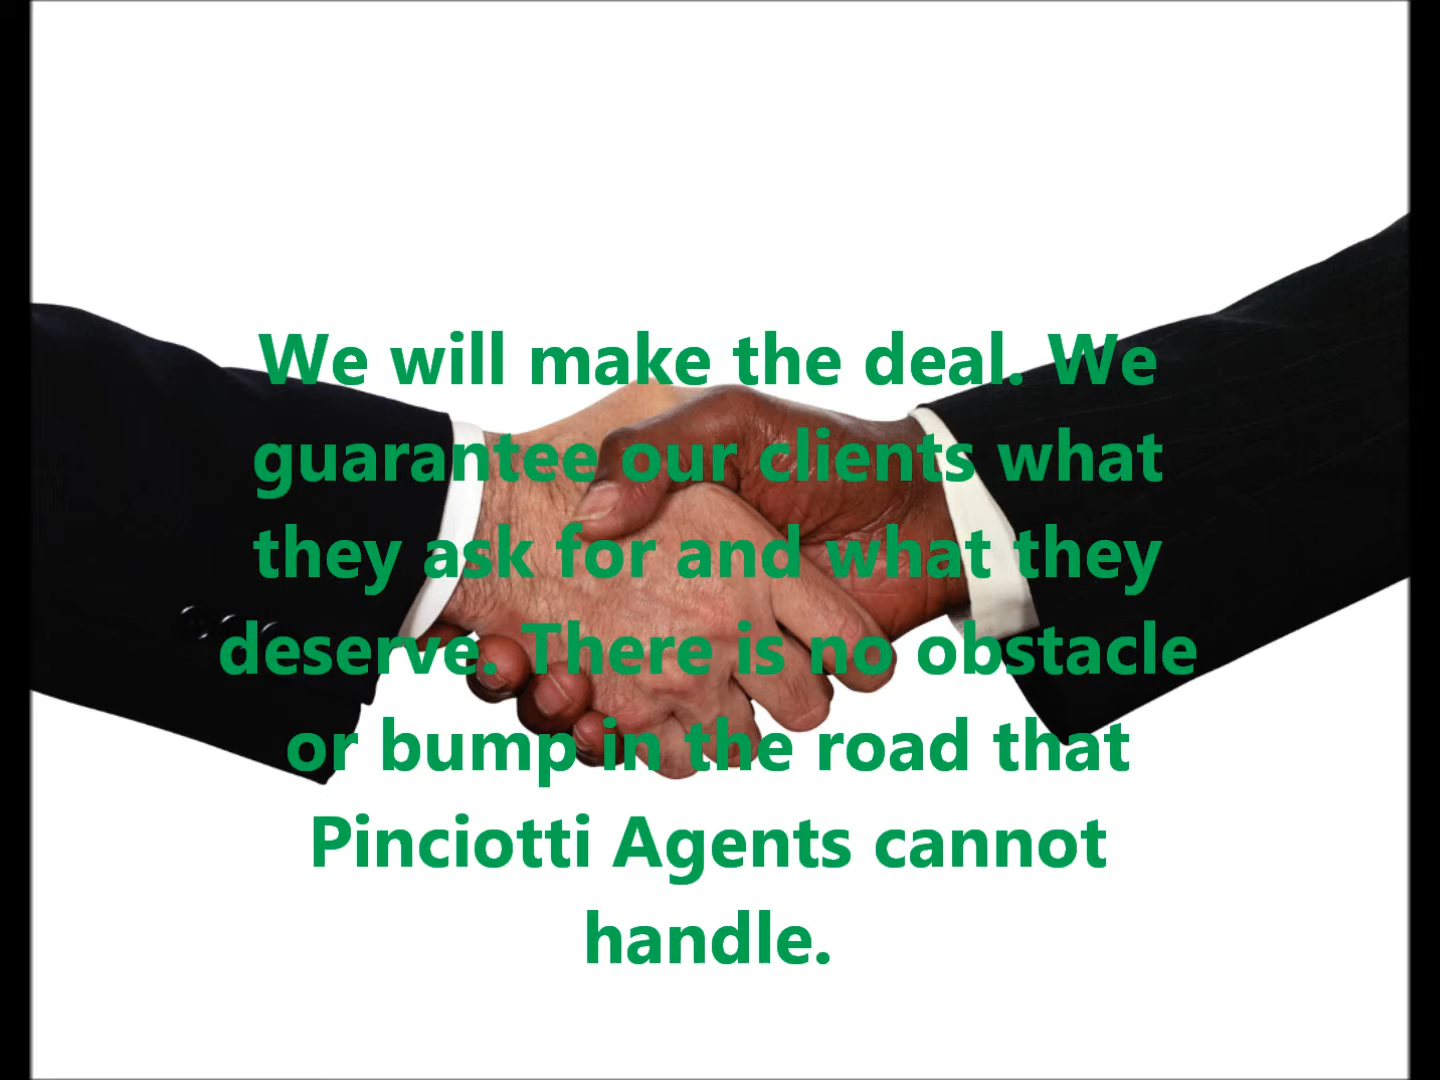 We will make the deal. We
guarantee our clients what
they ask for and what they
deserve. There is no obstacle
or bump in the road that
Pinciotti Agents cannot
handle.